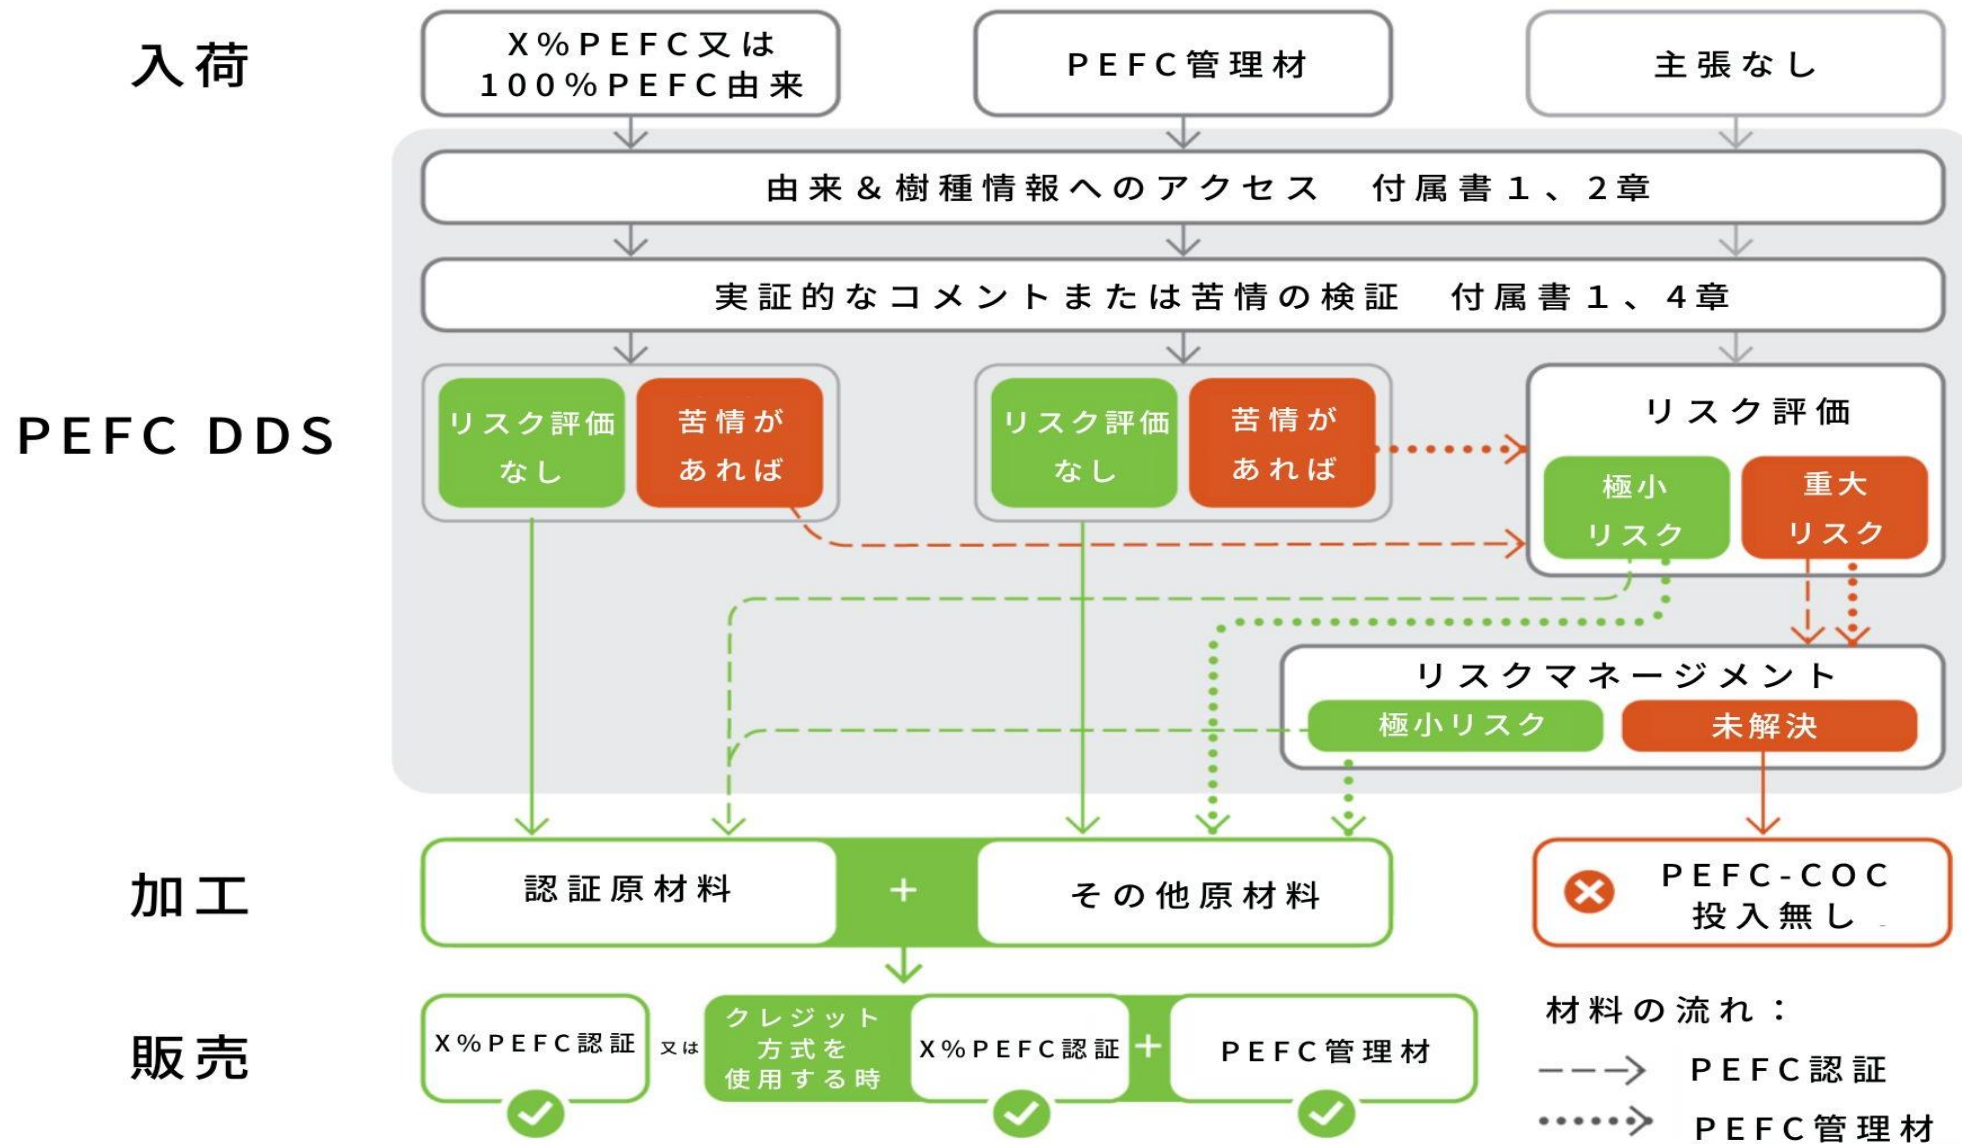 入荷
X%PEFC又は
100%PEFC由来
PEFC管理材
主張なし
由来&樹種情報へのアクセス　付属書1、2章
実証的なコメントまたは苦情の検証　付属書1、4章
PEFC DDS
リスク評価
なし
苦情が
あれば
リスク評価
なし
苦情が
あれば
リスク評価
極小
リスク
重大
リスク
リスクマネージメント
極小リスク
未解決
加工
認証原材料
+
その他原材料
PEFC-COC
投入無し
販売
X%PEFC認証
又は
クレジット
方式を
使用する時
X%PEFC認証
+
PEFC管理材
材料の流れ：
PEFC認証
PEFC管理材